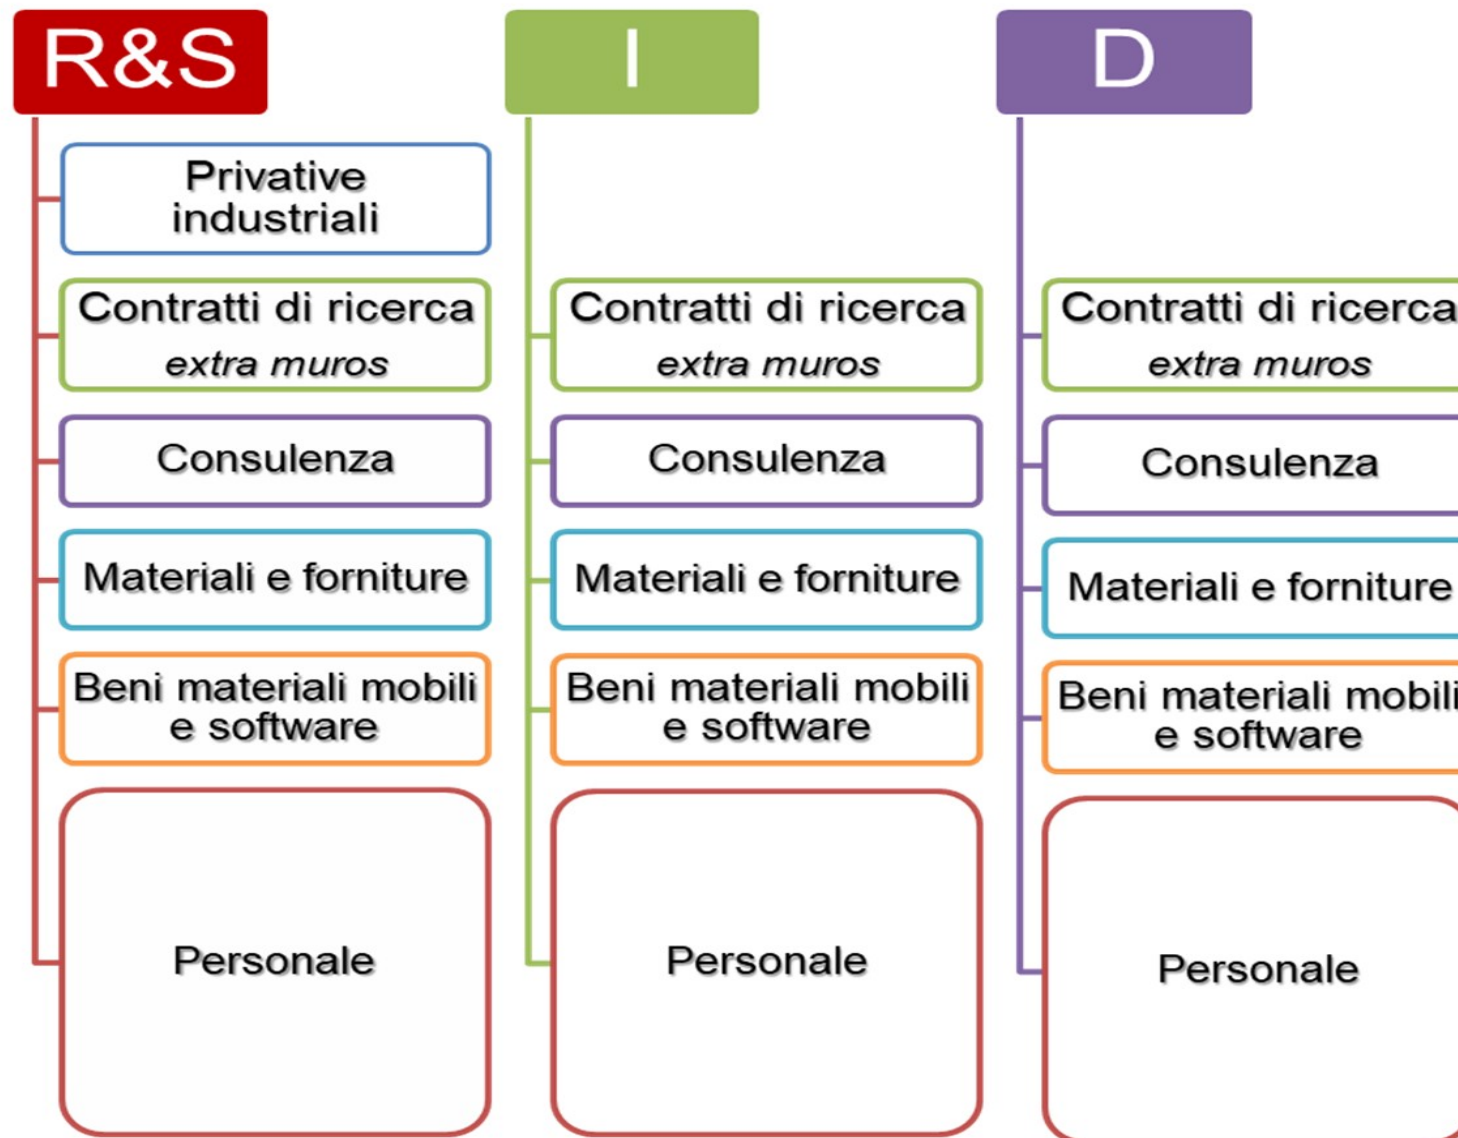 R&S
Privative
industriali
Contratti di ricerca
extra muros
Consulenza
Materiali e forniture
Beni materiali mobili
e software
Personale
I
Contratti di ricerca
extra muros
Consulenza
Materiali e forniture
Beni materiali mobili
e software
Personale
D
Contratti di ricerca
extra muros
Consulenza
Materiali e forniture
Beni materiali mobili
e software
Personale